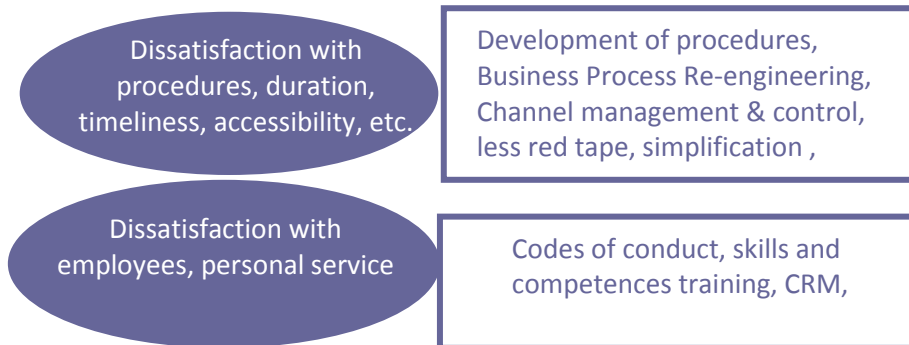 Dissatisfaction with
procedures, duration,
timeliness, accessibility, etc.
Development of procedures,
Business Process Re-engineering,
Channel management & control,
less red tape, simplification ,
Dissatisfaction with
employees, personal service
Codes of conduct, skills and
competences training, CRM,